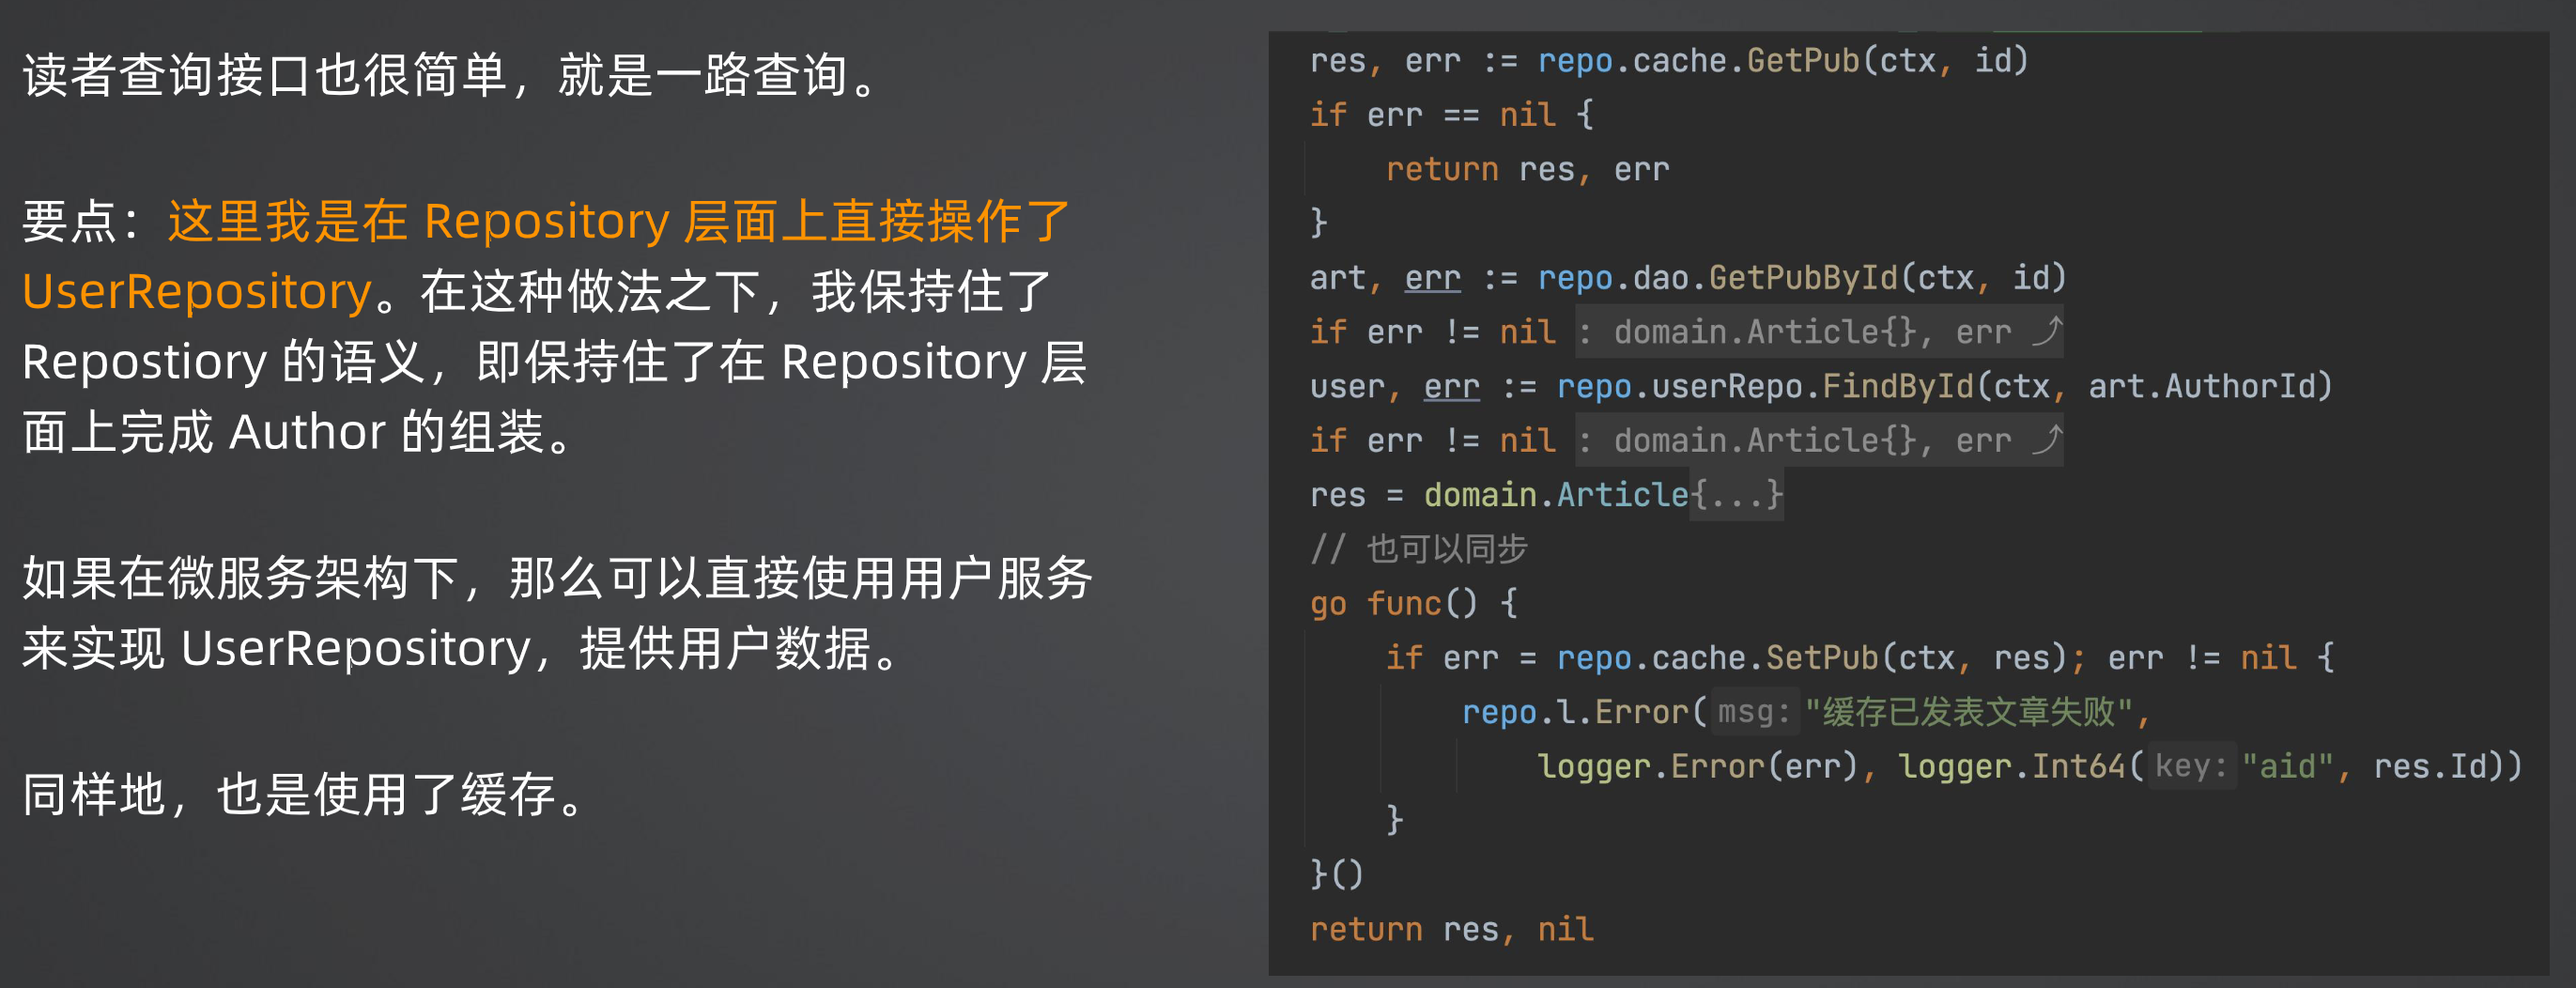 读者查询接口也很简单，就是一路查询。
要点：这里我是在 Repository 层面上直接操作了
UserRepository。在这种做法之下，我保持住了
Repostiory 的语义，即保持住了在 Repository 层
面上完成 Author 的组装。
如果在微服务架构下，那么可以直接使用用户服务
来实现 UserRepository，提供用户数据。
同样地，也是使用了缓存。
res, err := repo.cache.GetPub(ctx, id)
if err == nil {
return res, err
}
art, err := repo.dao.GetPubById(ctx, id)
if err != nil : domain.Article{}, err ⤴
user, err := repo.userRepo.FindById(ctx, art.AuthorId)
if err != nil : domain.Article{}, err ⤴
res = domain.Article{...}
// 也可以同步
go func() {
if err = repo.cache.SetPub(ctx, res); err != nil {
repo.l.Error( msg: "缓存已发表文章失败",
logger.Error(err), logger.Int64( key: "aid", res.Id))
}
}()
return res, nil